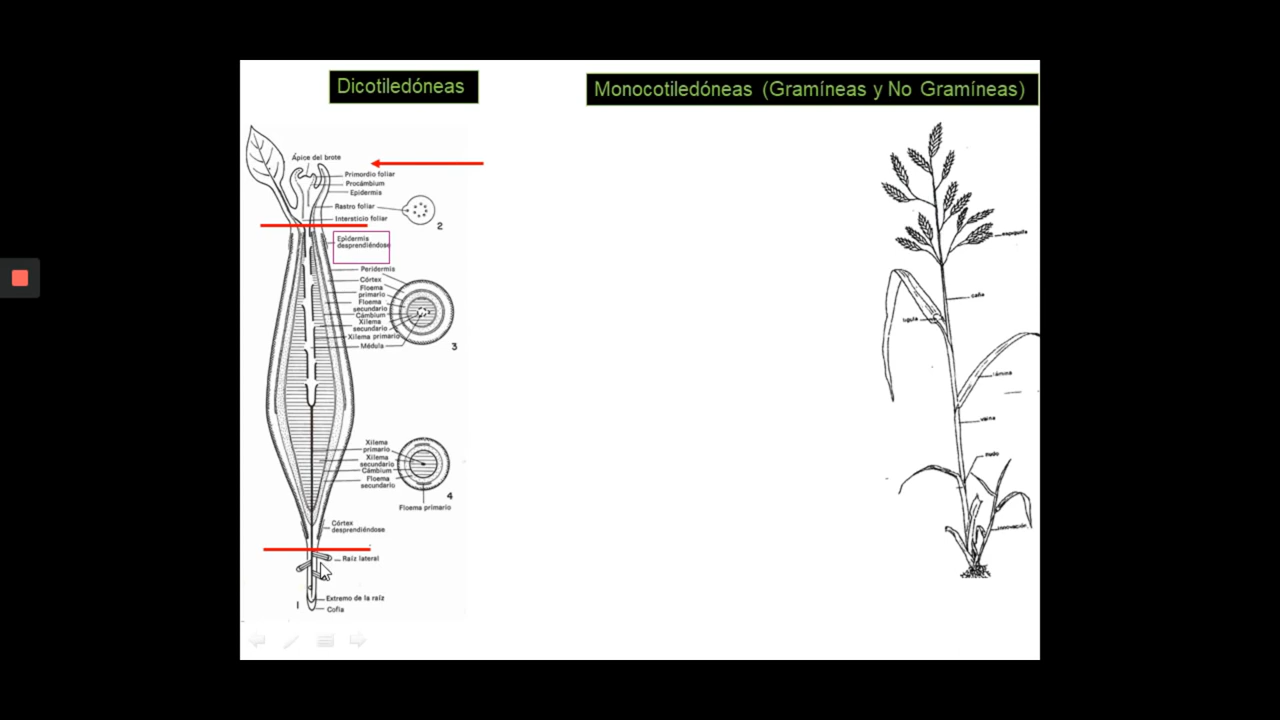 Dicotiledóneas
Monocotiledóneas (Gramíneas y No Gramíneas)
Ápice del brote
Primordio foliar
Procámbium
Epidermis
Rastro foliar
Intersticio foliar
2
Epidermis
desprendiéndose
Peridermis
Córtex
Floema
primario
Floema
secundario
Cámbium
Xilema
secundario
Xilema primario
Médula
3
Xilema
primario
Xilema
secundario
Cámbium
Floema
secundario
4
Floema primario
Córtex
desprendiéndose
Raíz lateral
Extremo de la raíz
Cofia
1
espiguilla
caña
lígula
lámina
vaina
nudo
innovación